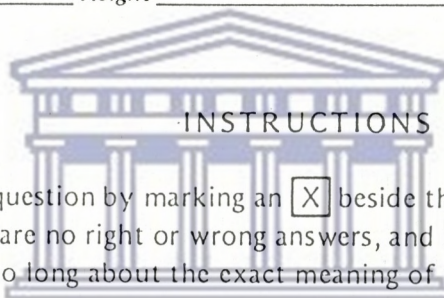 INSTRUCTIONS
question by marking an X beside th
are no right or wrong answers, and
o long about the exact meaning of